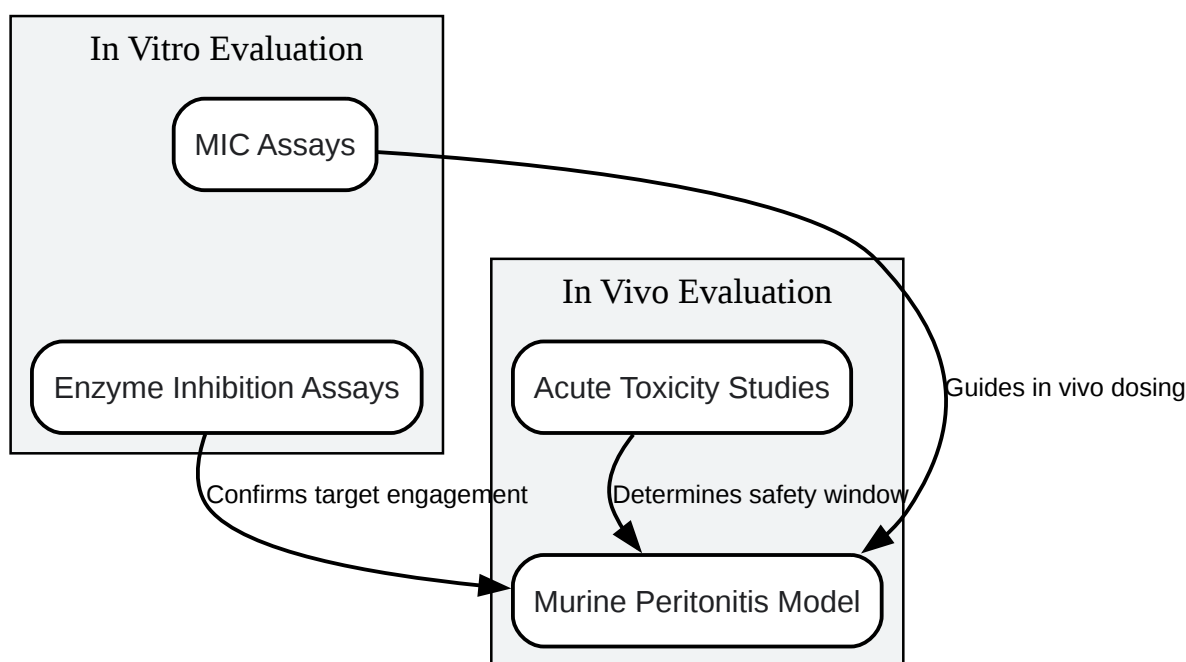 In Vitro Evaluation
MIC Assays
In Vivo Evaluation
Enzyme Inhibition Assays
Acute Toxicity Studies
Guides in vivo dosing
Confirms target engagement
Determines safety window
Murine Peritonitis Model